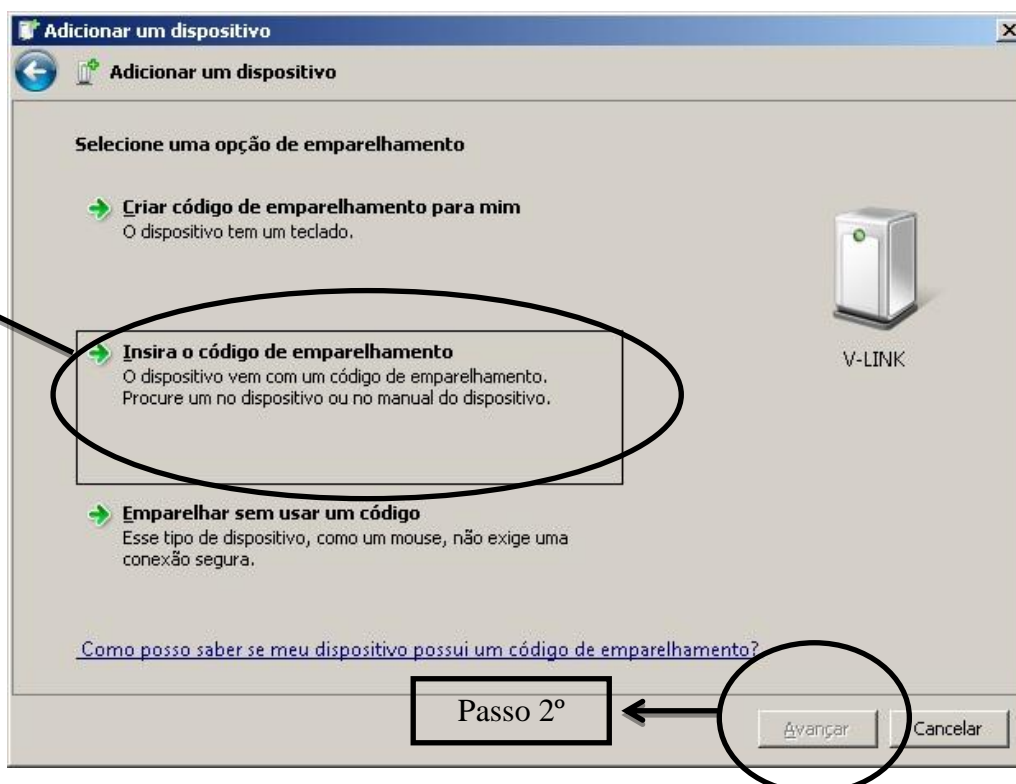 Adicionar um dispositivo
Adicionar um dispositivo
Selecione uma opção de emparelhamento
Criar código de emparelhamento para mim
O dispositivo tem um teclado.
Insira o código de emparelhamento
O dispositivo vem com um código de emparelhamento.
Procure um no dispositivo ou no manual do dispositivo.
V-LINK
Emparelhar sem usar um código
Esse tipo de dispositivo, como um mouse, não exige uma
conexão segura.
Como posso saber se meu dispositivo possui um código de emparelhamento?
Passo 2º
Avançar
Cancelar